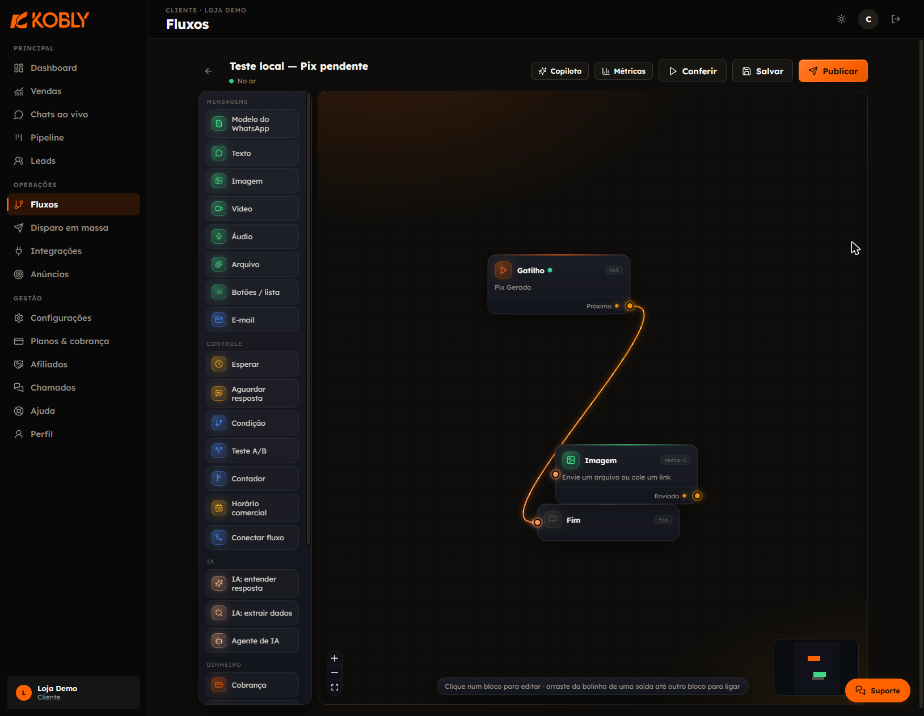 KOBLY
PRINCIPAL
Dashboard
Vendas
Chats ao vivo
Pipeline
Leads
OPERAÇÕES
Fluxos
Disparo em massa
Integrações
Anúncios
GESTÃO
Configurações
Planos & cobrança
Afiliados
Chamados
Ajuda
Perfil
L
Loja Demo
Cliente
CLIENTE · LOJA DEMO
Fluxos
C
Teste local — Pix pendente
No ar
Copiloto
Métricas
Conferir
Salvar
Publicar
MENSAGENS
Modelo do
WhatsApp
Texto
Imagem
Vídeo
Áudio
Arquivo
Botões / lista
E-mail
CONTROLE
Esperar
Aguardar
resposta
Condição
Teste A/B
Contador
Horário
comercial
Conectar fluxo
IA
IA: entender
resposta
IA: extrair dados
Agente de IA
DINHEIRO
Cobrança
Gatilho
Pix Gerado
Próximo
Imagem
Envie um arquivo ou cole um link
Enviado
Fim
fim
Clique num bloco para editar · arraste da bolinho de uma saída até outro bloco para ligar
Suporte